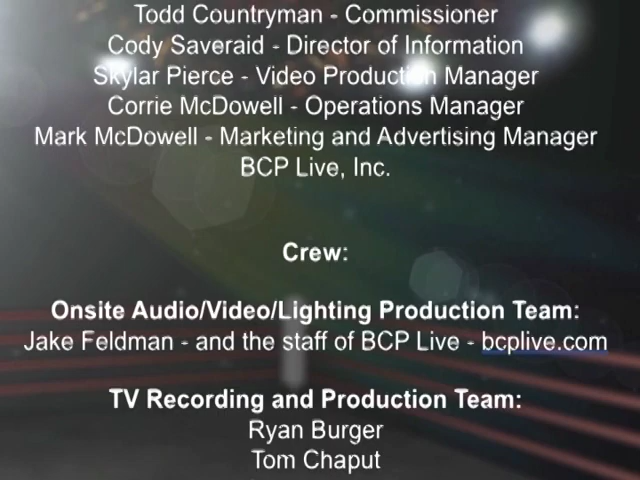 Todd Countryman - Commissioner
Cody Saveraid - Director of Information
Skylar Pierce - Video Production Manager
Corrie McDowell - Operations Manager
Mark McDowell - Marketing and Advertising Manager
BCP Live, Inc.
Crew:
Onsite Audio/Video/Lighting Production Team:
Jake Feldman - and the staff of BCP Live - bcplive.com
TV Recording and Production Team:
Ryan Burger
Tom Chaput